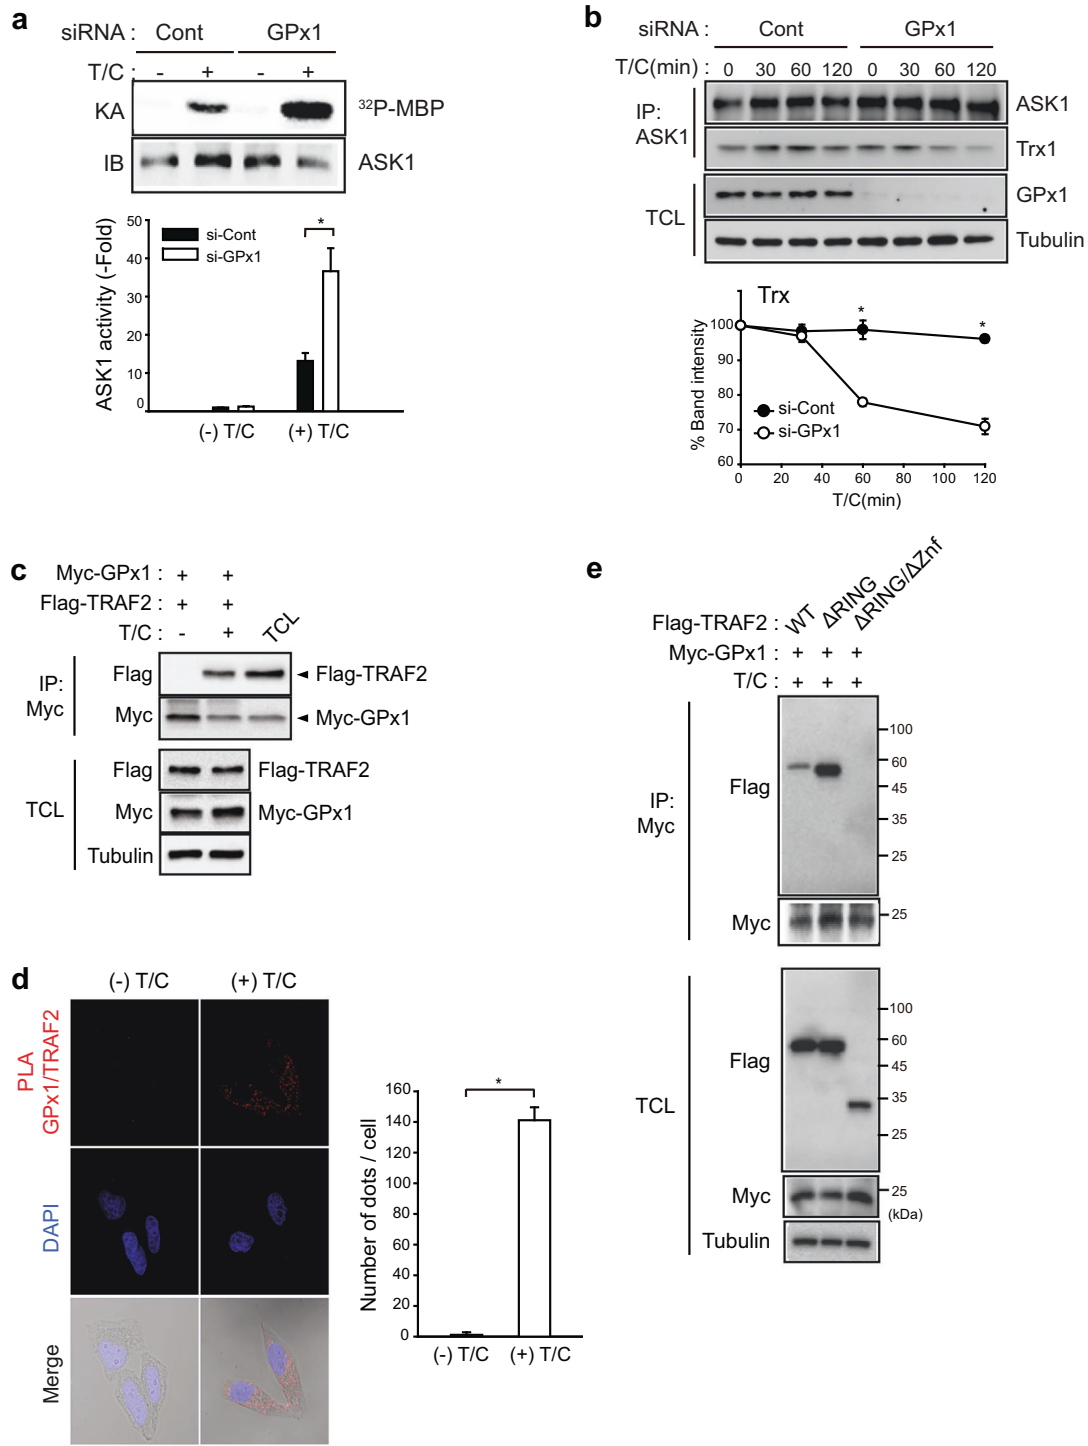 a
siRNA : Cont GPx1
T/C : - + - +
KA 32P-MBP
IB ASK1
ASK1 activity (-Fold)
50
40
30
20
10
0
si-Cont
si-GPx1
*
(-) T/C (+) T/C
b
siRNA : Cont GPx1
T/C(min) : 0 30 60 120 0 30 60 120
IP:
ASK1
ASK1
Trx1
TCL
GPx1
Tubulin
Trx
% Band intensity
100
90
80
70
60
* *
si-Cont
si-GPx1
0 20 40 60 80 100 120
T/C(min)
c
Myc-GPx1 : + +
Flag-TRAF2 : + +
T/C : - + TCL
IP:
Myc
Flag Flag-TRAF2
Myc Myc-GPx1
TCL
Flag Flag-TRAF2
Myc Myc-GPx1
Tubulin
d
(-) T/C (+) T/C
PLA
GPx1/TRAF2
DAPI
Merge
Number of dots / cell
160
140
120
100
80
60
40
20
0
*
(-) T/C (+) T/C
e
Flag-TRAF2 : WT ΔRING ΔRING/ΔZnf
Myc-GPx1 : + + +
T/C : + + +
IP:
Myc
Flag
100
60
45
35
25
Myc 25
TCL
Flag
100
60
45
35
25
Myc 25
(kDa)
Tubulin